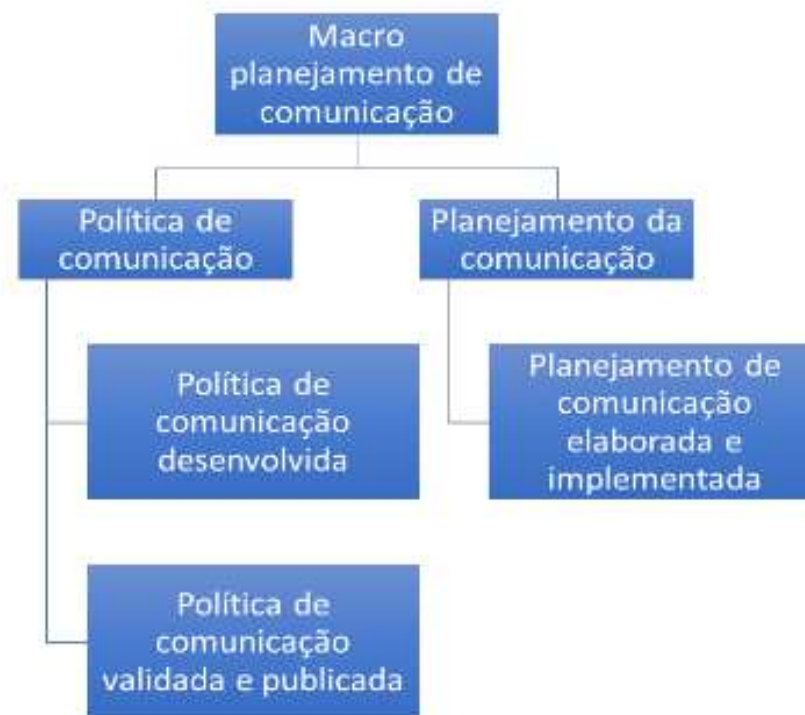 Macro
planejamento de
comunicação
Política de
comunicação
Planejamento da
comunicação
Política de
comunicação
desenvolvida
Planejamento de
comunicação
elaborada e
implementada
Política de
comunicação
validada e publicada